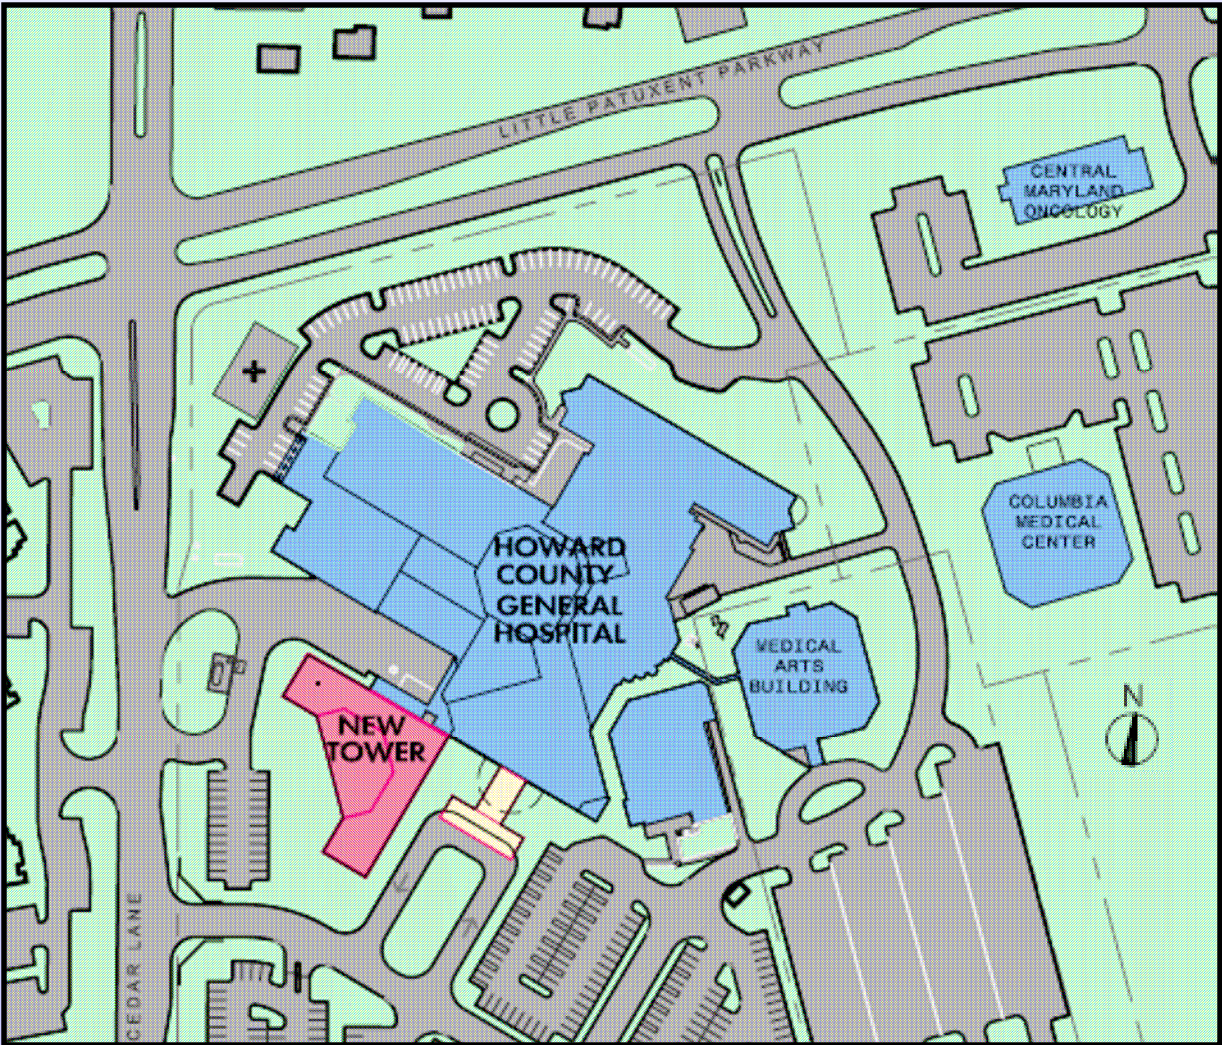 LITTLE PATUXENT PARKWAY
CENTRAL
MARYLAND
ONCOLOGY
COLUMBIA
MEDICAL
CENTER
HOWARD
COUNTY
GENERAL
HOSPITAL
MEDICAL
ARTS
BUILDING
N
NEW
TOWER
CEDAR LANE